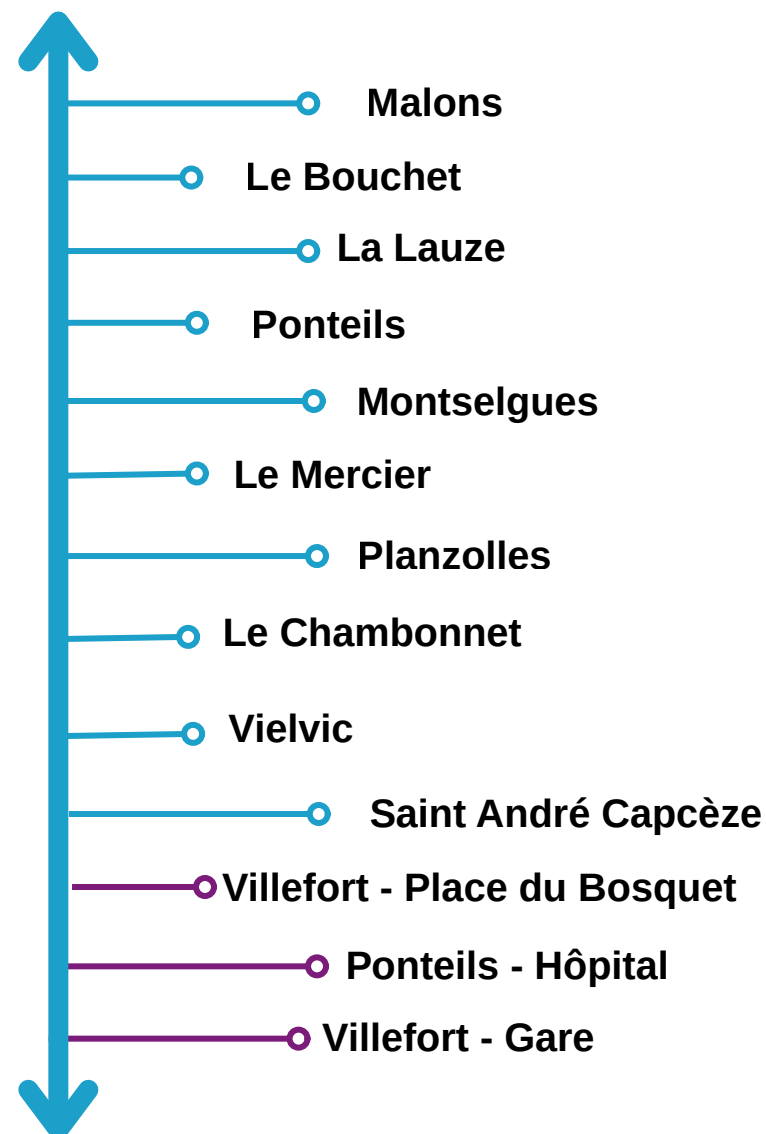 Malons
Le Bouchet
La Lauze
Ponteils
Montselgues
Le Mercier
Planzolles
Le Chambonnet
Vielvic
Saint André Capcèze
Villefort - Place du Bosquet
Ponteils - Hôpital
Villefort - Gare